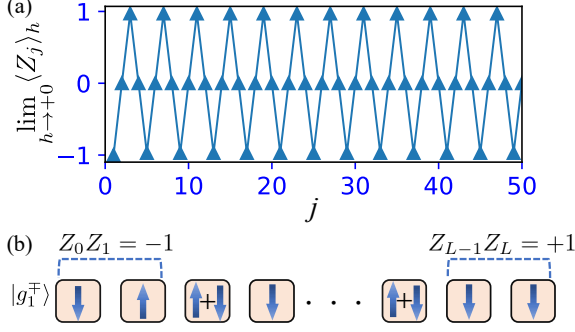 (a)
lim h→+0 ⟨Z_j⟩_h
1
0
−1
0 10 20 30 40 50
j
(b)
Z_0Z_1 = −1 Z_{L−1}Z_L = +1
|g_1^∓⟩ + · · · +